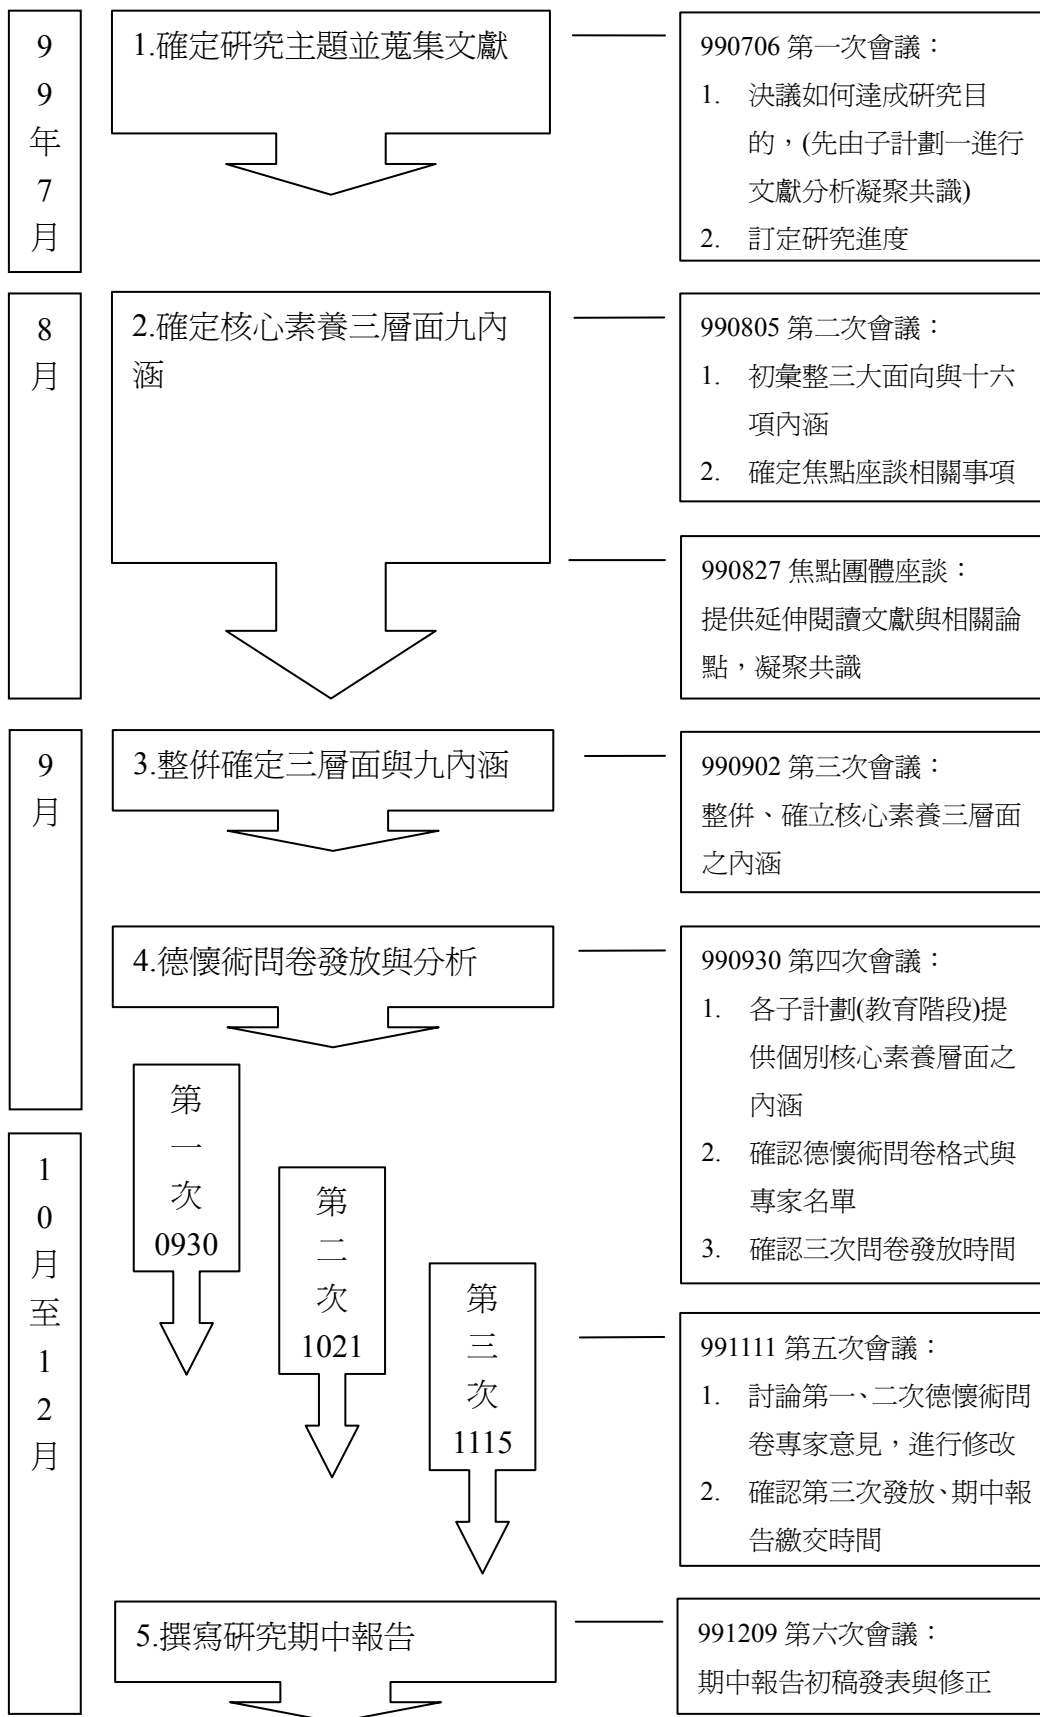 99年7月
1.確定研究主題並蒐集文獻
990706 第一次會議：
1. 決議如何達成研究目
的，(先由子計劃一進行
文獻分析凝聚共識)
2. 訂定研究進度
8月
2.確定核心素養三層面九內
涵
990805 第二次會議：
1. 初彙整三大面向與十六
項內涵
2. 確定焦點座談相關事項
990827 焦點團體座談：
提供延伸閱讀文獻與相關論
點，凝聚共識
9月
3.整併確定三層面與九內涵
990902 第三次會議：
整併、確立核心素養三層面
之內涵
4.德懷術問卷發放與分析
990930 第四次會議：
1. 各子計劃(教育階段)提
供個別核心素養層面之
內涵
2. 確認德懷術問卷格式與
專家名單
3. 確認三次問卷發放時間
10月至12月
第一次
0930
第二次
1021
第三次
1115
991111 第五次會議：
1. 討論第一、二次德懷術問
卷專家意見，進行修改
2. 確認第三次發放、期中報
告繳交時間
5.撰寫研究期中報告
991209 第六次會議：
期中報告初稿發表與修正